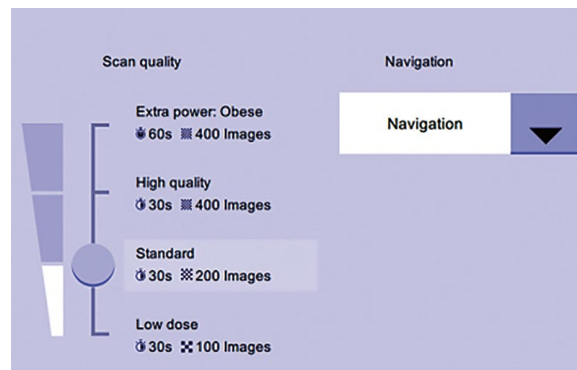 Scan quality
Navigation
Extra power: Obese
60s 400 Images
Navigation
High quality
30s 400 Images
Standard
30s 200 Images
Low dose
30s 100 Images